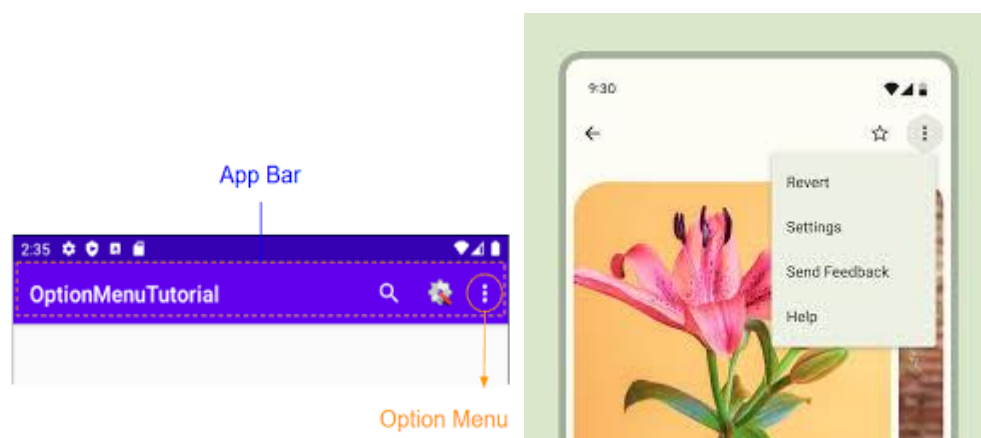 App Bar
2:35
OptionMenuTutorial
Option Menu
9:30
Revert
Settings
Send Feedback
Help